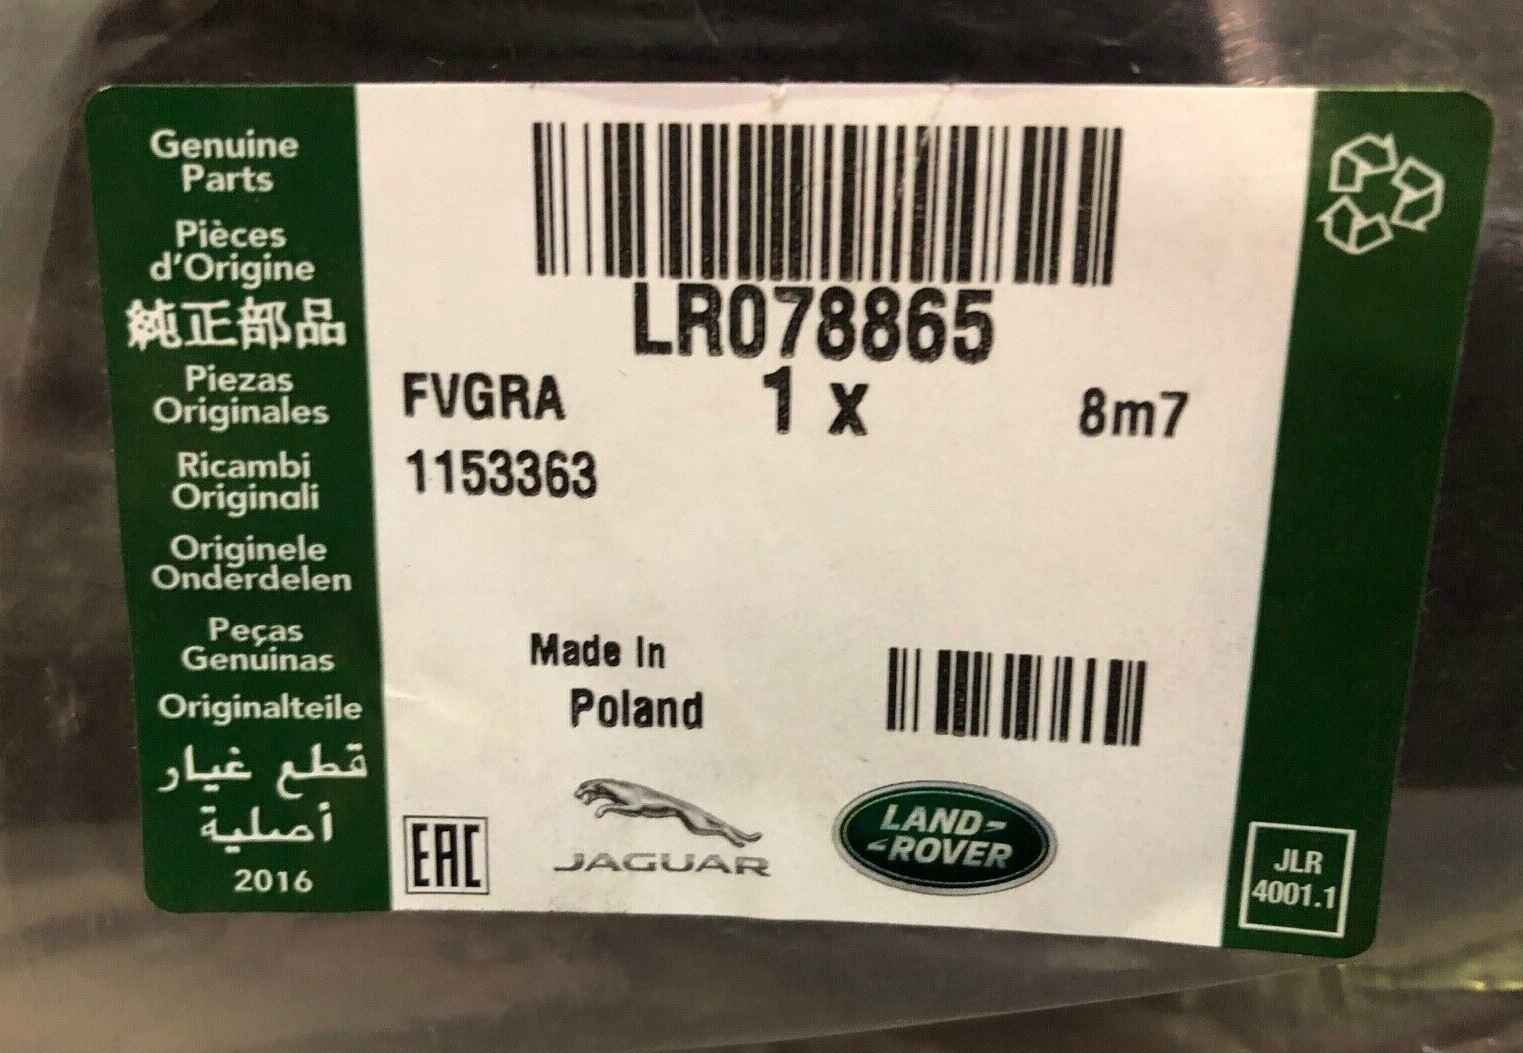 Genuine
Parts
Pièces
d'Origine
純正部品
Piezas
Originales
Ricambi
Originali
Originele
Onderdelen
Peças
Genuinas
Originalteile
قطع غيار
أصلية
2016
LR078865
FVGRA
1 x
8m7
1153363
Made In
Poland
EAC
JAGUAR
LAND-
-ROVER
JLR
4001.1